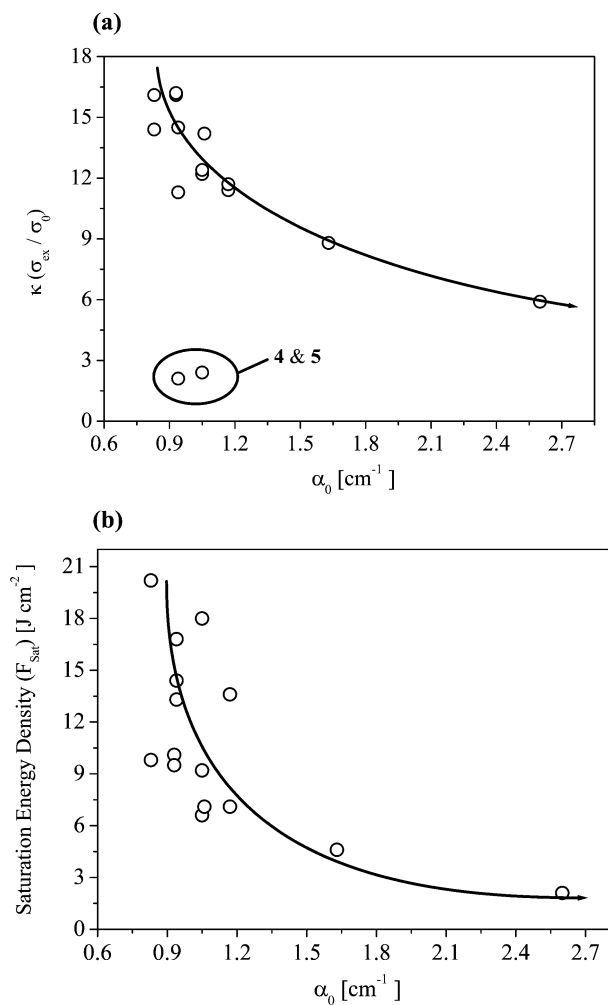 (a)
κ (σex / σ0)
18
15
12
9
6
3
0
4 & 5
0.6 0.9 1.2 1.5 1.8 2.1 2.4 2.7
α0 [cm-1]
(b)
Saturation Energy Density (FSat) [J cm-2]
21
18
15
12
9
6
3
0
0.6 0.9 1.2 1.5 1.8 2.1 2.4 2.7
α0 [cm-1]